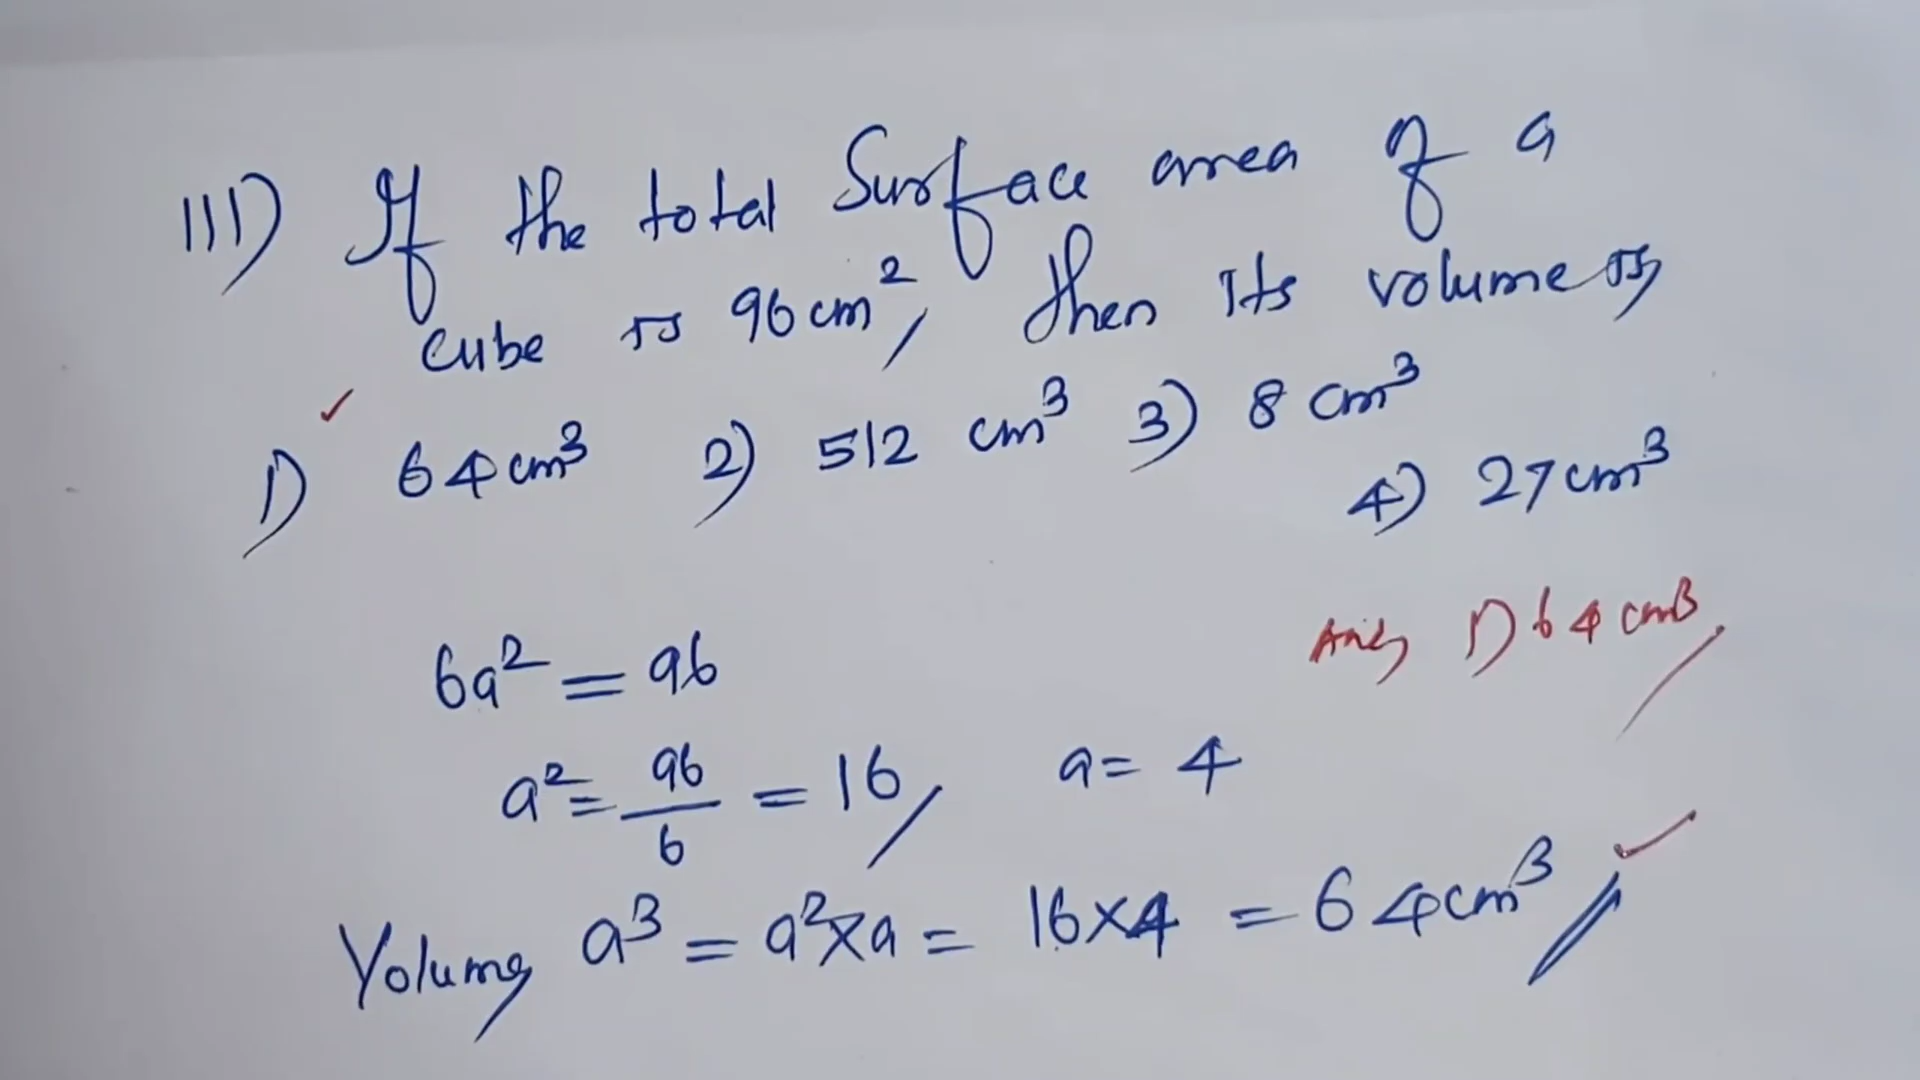 111) If the total Surface area of a
cube is 96 cm², then its volume is
1) 64 cm³ 2) 512 cm³ 3) 8 cm³
4) 27 cm³
Ans, 1) 64 cm³
6a² = 96
a² = 96/6 = 16, a = 4
Volume, a³ = a² × a = 16×4 = 64 cm³